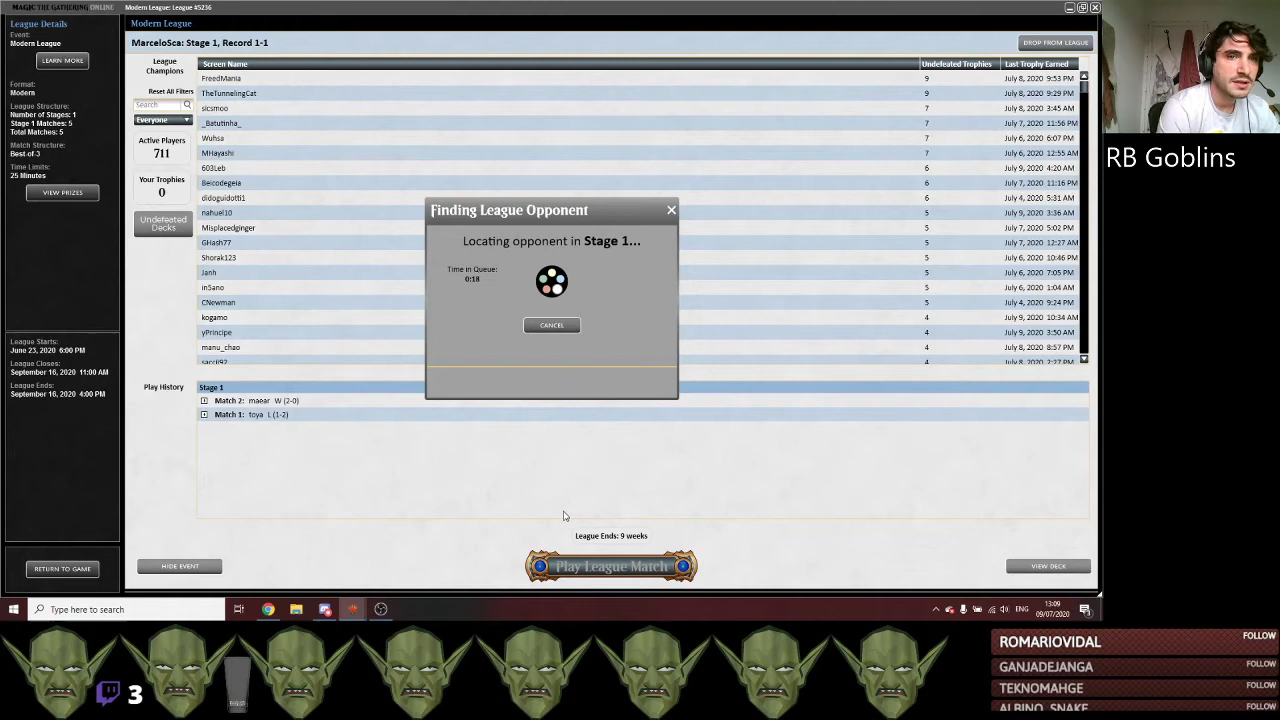 MAGIC THE GATHERING ONLINE
Modern League: League #5236
League Details
Event:
Modern League
LEARN MORE
Format:
Modern
League Structure:
Number of Stages: 1
Stage 1 Matches: 5
Total Matches: 5
Match Structure:
Best-of-3
Time Limits:
25 Minutes
VIEW PRIZES
League Starts:
June 23, 2020 6:00 PM
League Closes:
September 16, 2020 11:00 AM
League Ends:
September 16, 2020 4:00 PM
RETURN TO GAME
Modern League
MarceloSca: Stage 1, Record 1-1
DROP FROM LEAGUE
League Champions
Reset All Filters
Search
Everyone
Active Players
711
Your Trophies
0
Undefeated Decks
Screen Name Undefeated Trophies Last Trophy Earned
FreedMania 9 July 8, 2020 9:53 PM
TheTunnelingCat 9 July 8, 2020 9:29 PM
sicsmoo 7 July 8, 2020 3:45 AM
_Batutinha_ 7 July 7, 2020 11:56 PM
Wuhsa 7 July 6, 2020 6:07 PM
MHayashi 7 July 6, 2020 12:55 AM
603Leb 6 July 9, 2020 4:20 AM
Beicodegeia 6 July 7, 2020 11:16 PM
didoguidotti1 6 July 4, 2020 5:31 AM
nahuel10 5 July 9, 2020 3:36 AM
Misplacedginger 5 July 7, 2020 5:02 PM
GHash77 5 July 7, 2020 12:27 AM
Shorak123 5 July 6, 2020 10:46 PM
Janh 5 July 6, 2020 7:05 PM
in5ano 5 July 6, 2020 1:04 AM
CNewman 5 July 4, 2020 9:24 PM
kogamo 4 July 9, 2020 10:34 AM
yPrincipe 4 July 9, 2020 3:50 AM
manu_chao 4 July 8, 2020 8:57 PM
4 July 8, 2020 2:27 PM
Finding League Opponent
Locating opponent in Stage 1...
Time in Queue:
0:18
CANCEL
Play History
Stage 1
Match 2: maear W (2-0)
Match 1: toya L (1-2)
League Ends: 9 weeks
HIDE EVENT
Play League Match
VIEW DECK
RB Goblins
Type here to search
ENG
13:09
09/07/2020
3
ROMARIOVIDAL FOLLOW
GANJADEJANGA FOLLOW
TEKNOMAHGE FOLLOW
ALBINO_SNAKE FOLLOW